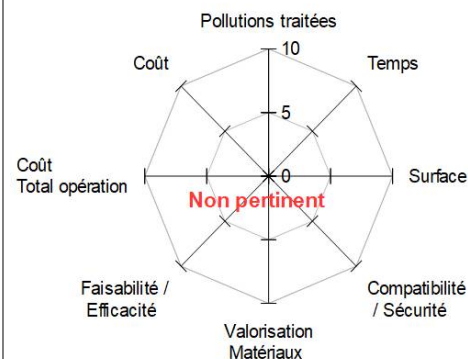 Pollutions traitées
10
Coût
Temps
5
Coût
Total opération
0
Surface
Non pertinent
Faisabilité /
Efficacité
Compatibilité
/ Sécurité
Valorisation
Matériaux